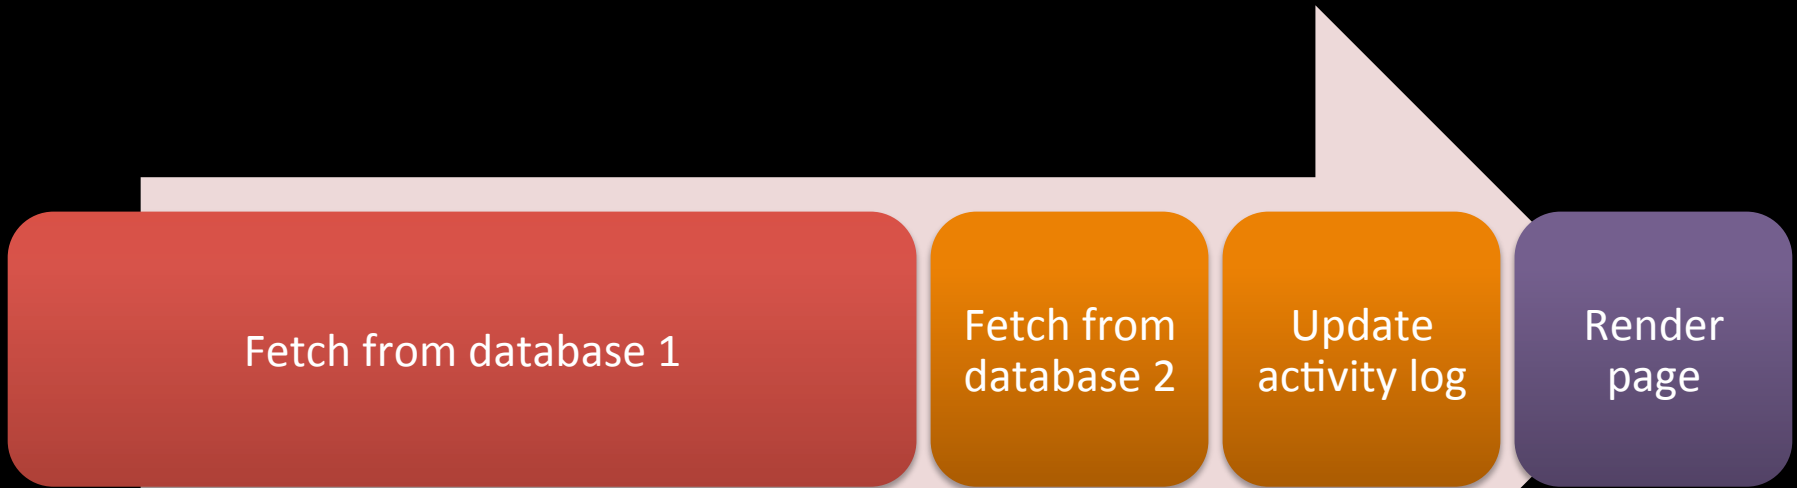 Fetch from database 1
Fetch from
database 2
Update
activity log
Render
page